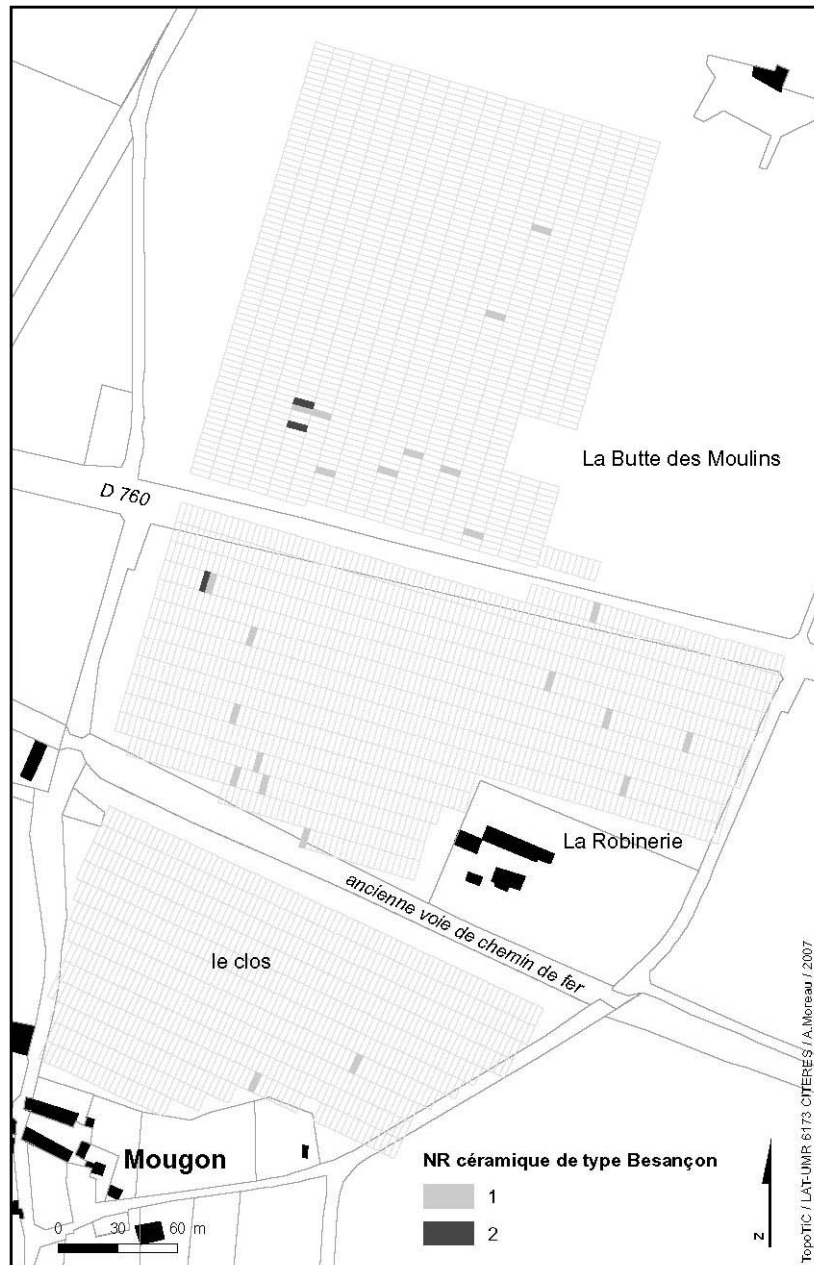 La Butte des Moulins
D 760
La Robinerie
ancienne voie de chemin de fer
le clos
Mougon
NR céramique de type Besançon
1
2
0 30 60 m
N
TopoTiC / LAT-UMR 6173 CITERES / A.Moreau / 2007